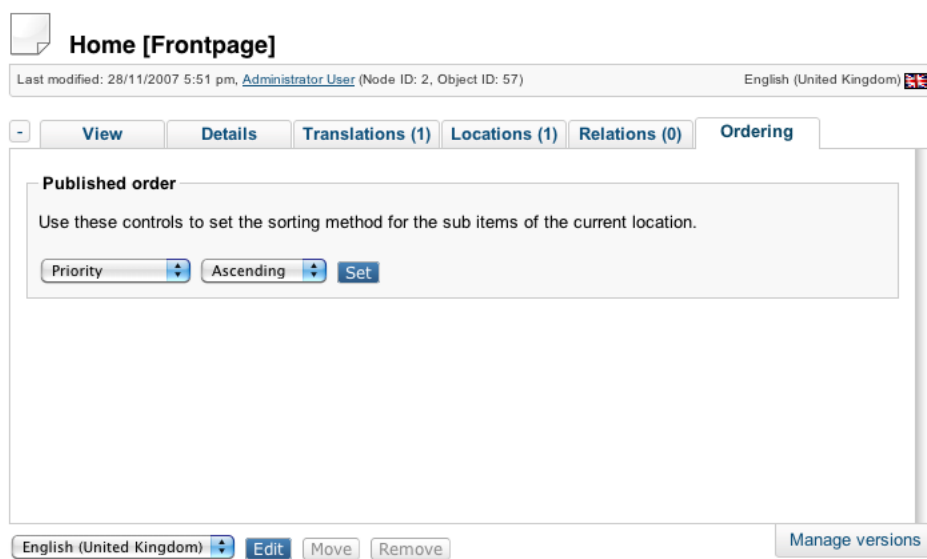 Home [Frontpage]
Last modified: 28/11/2007 5:51 pm, Administrator User (Node ID: 2, Object ID: 57) English (United Kingdom)
- View Details Translations (1) Locations (1) Relations (0) Ordering
Published order
Use these controls to set the sorting method for the sub items of the current location.
Priority Ascending Set
English (United Kingdom) Edit Move Remove Manage versions